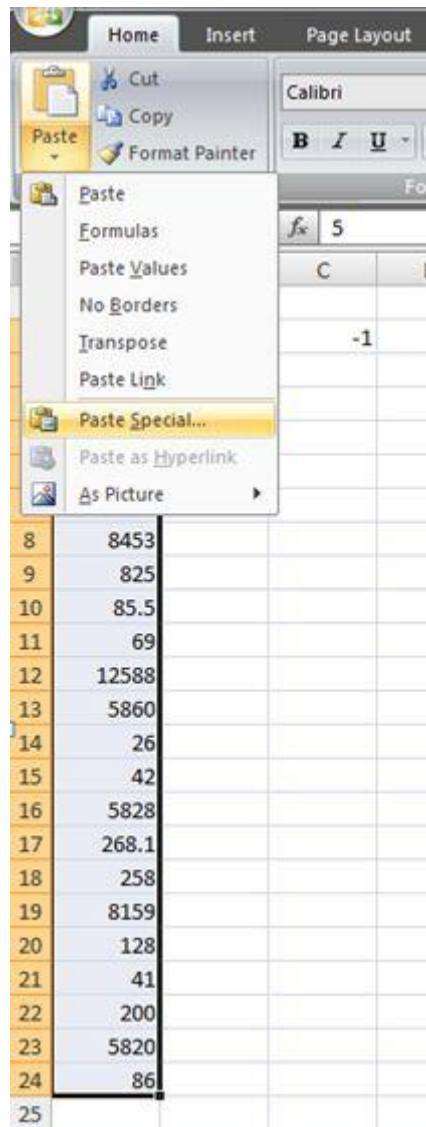 Home Insert Page Layout
Cut
Copy
Paste
Format Painter
Calibri
B I U
Fo
Paste
Formulas
Paste Values
No Borders
Transpose
Paste Link
Paste Special...
Paste as Hyperlink
As Picture
fx 5
C
-1
8 8453
9 825
10 85.5
11 69
12 12588
13 5860
14 26
15 42
16 5828
17 268.1
18 258
19 8159
20 128
21 41
22 200
23 5820
24 86
25